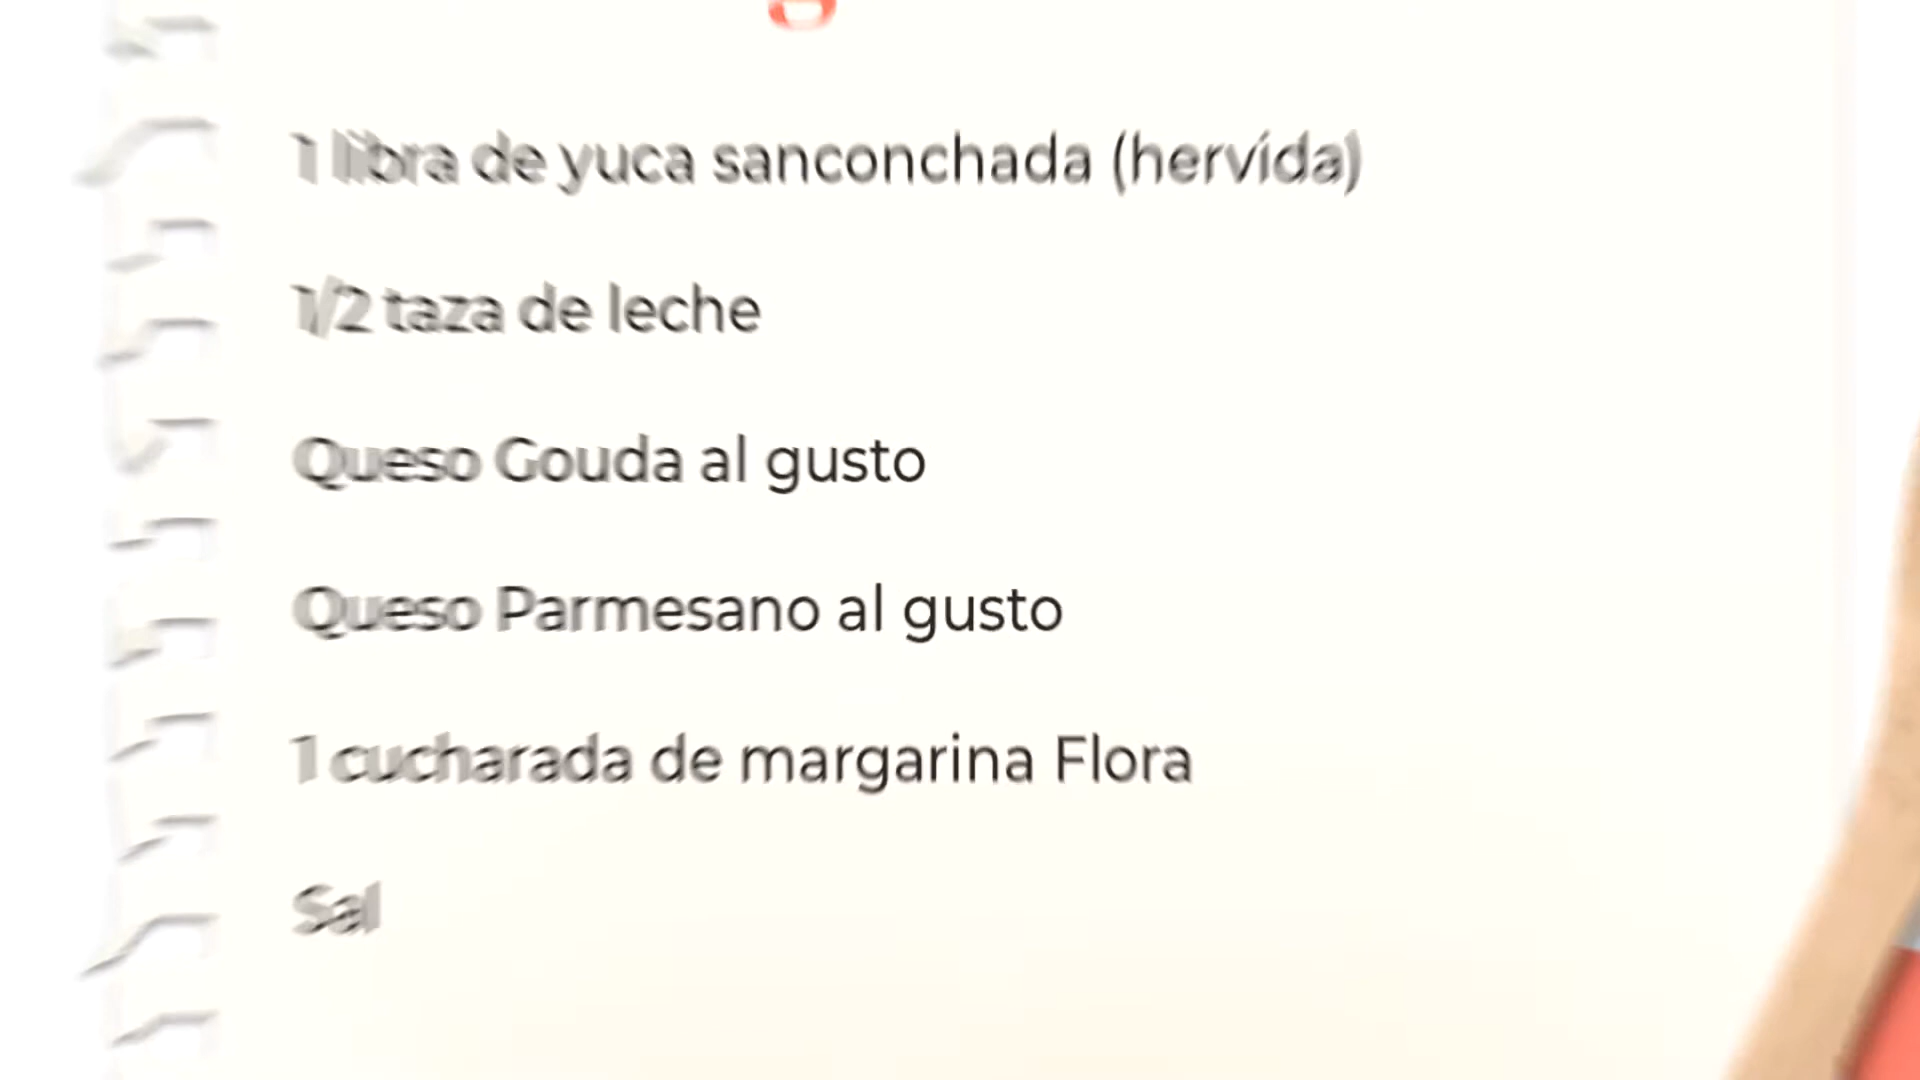 1 libra de yuca sanconchada (hervída)
1/2 taza de leche
Queso Gouda al gusto
Queso Parmesano al gusto
1 cucharada de margarina Flora
Sal